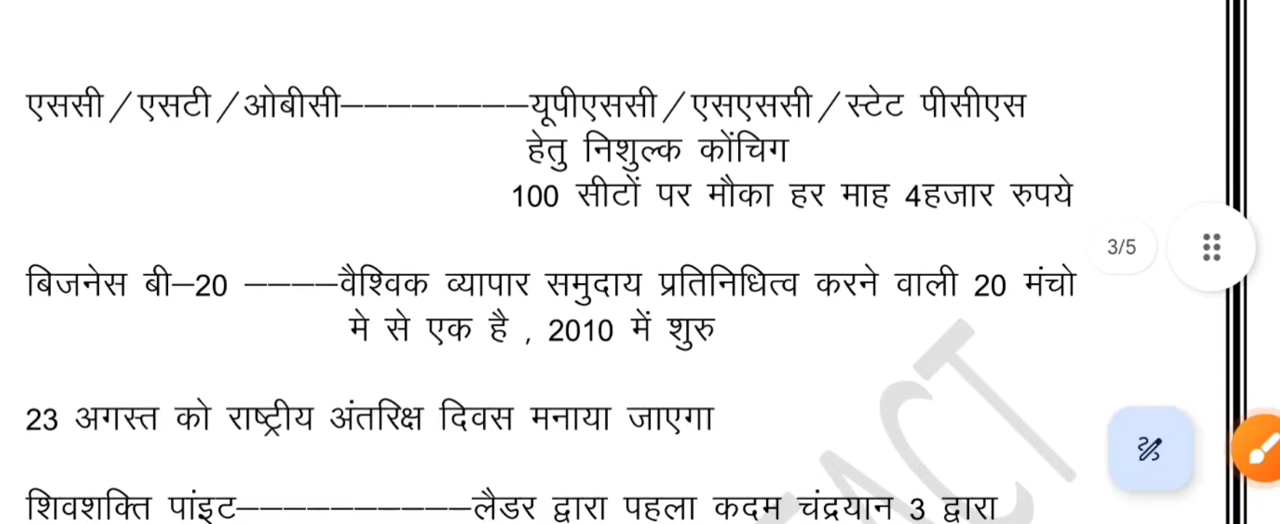 एससी/एसटी/ओबीसी–––––––––यूपीएससी/एसएससी/स्टेट पीसीएस
हेतु निशुल्क कोंचिग
100 सीटों पर मौका हर माह 4हजार रुपये
3/5
बिजनेस बी–20 ––––वैश्विक व्यापार समुदाय प्रतिनिधित्व करने वाली 20 मंचो
मे से एक है , 2010 में शुरु
23 अगस्त को राष्ट्रीय अंतरिक्ष दिवस मनाया जाएगा
शिवशक्ति पांइट–––––––––––लैडर द्वारा पहला कदम चंद्रयान 3 द्वारा